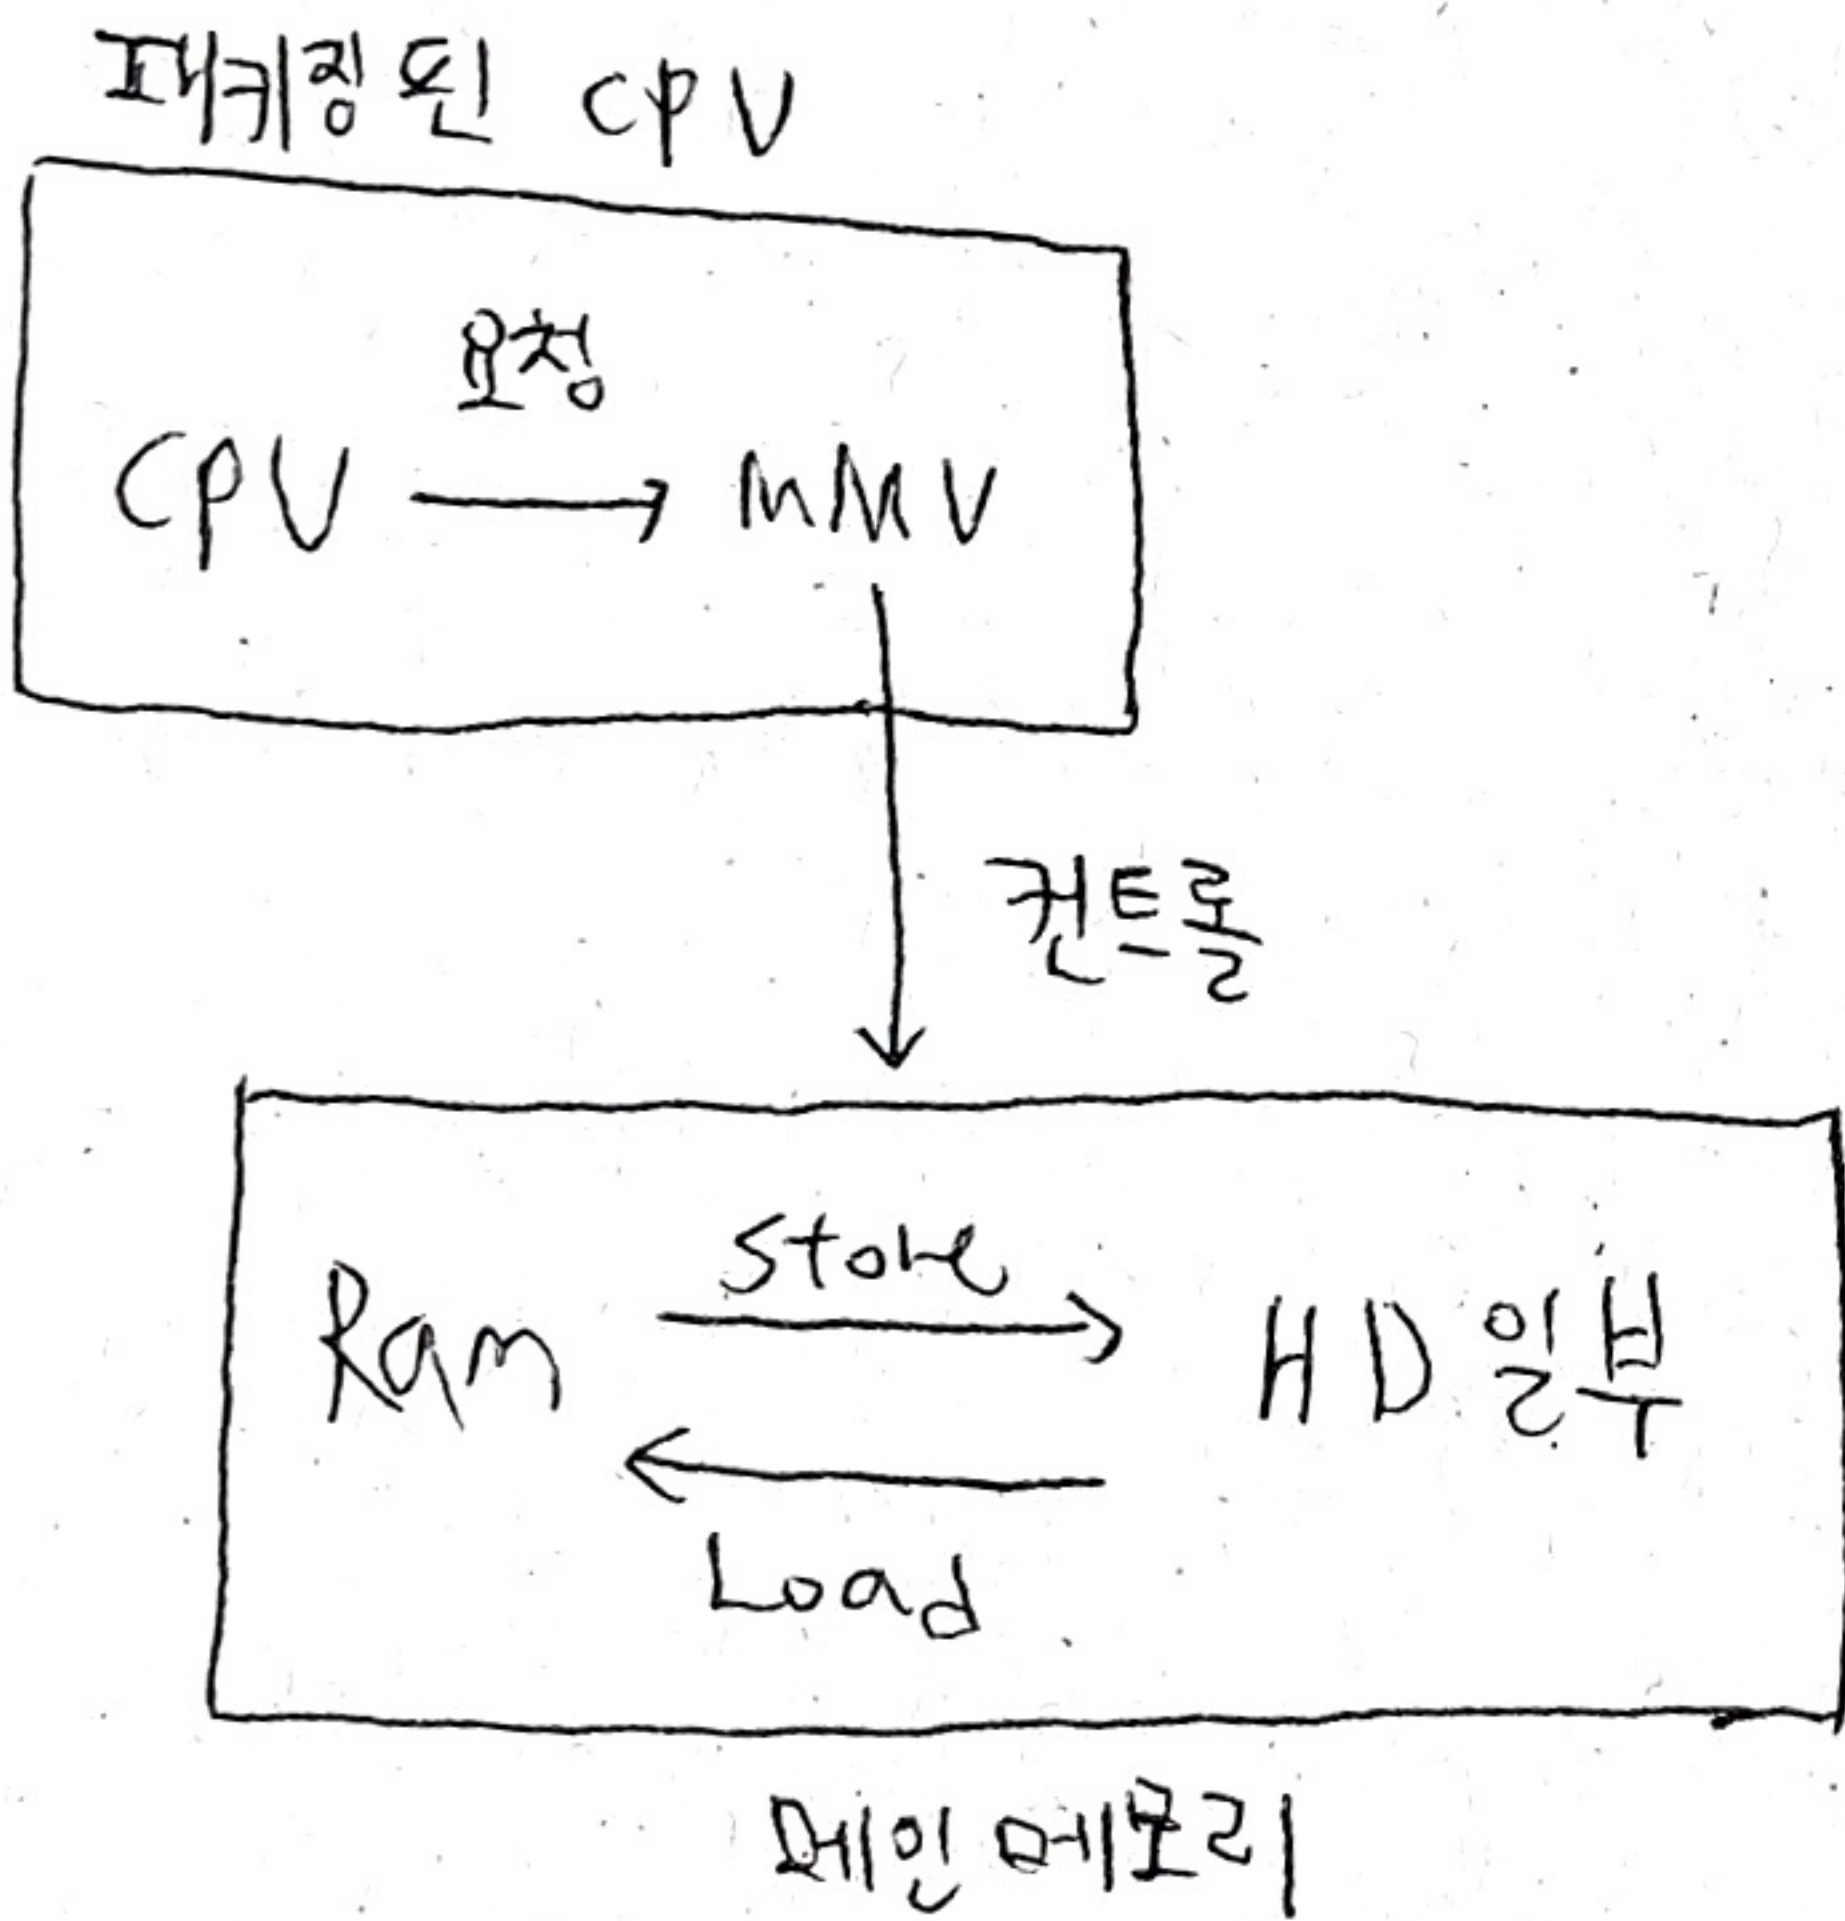 패키징 된 CPU
요청
CPU → MMU
컨트롤
Store
Ram → HD 일부
←
Load
메인 메모리